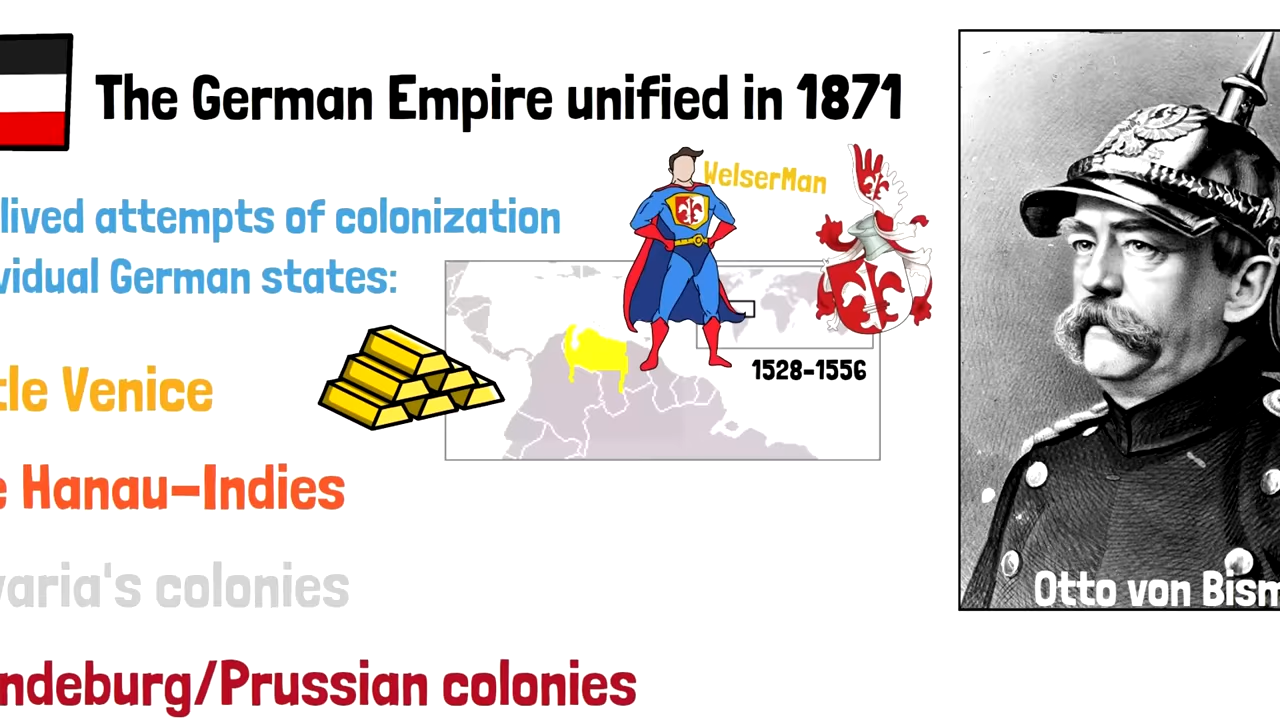 The German Empire unified in 1871
WelserMan
lived attempts of colonization
vidual German states:
1528-1556
tle Venice
e Hanau-Indies
varia's colonies
Otto von Bism
ndeburg/Prussian colonies